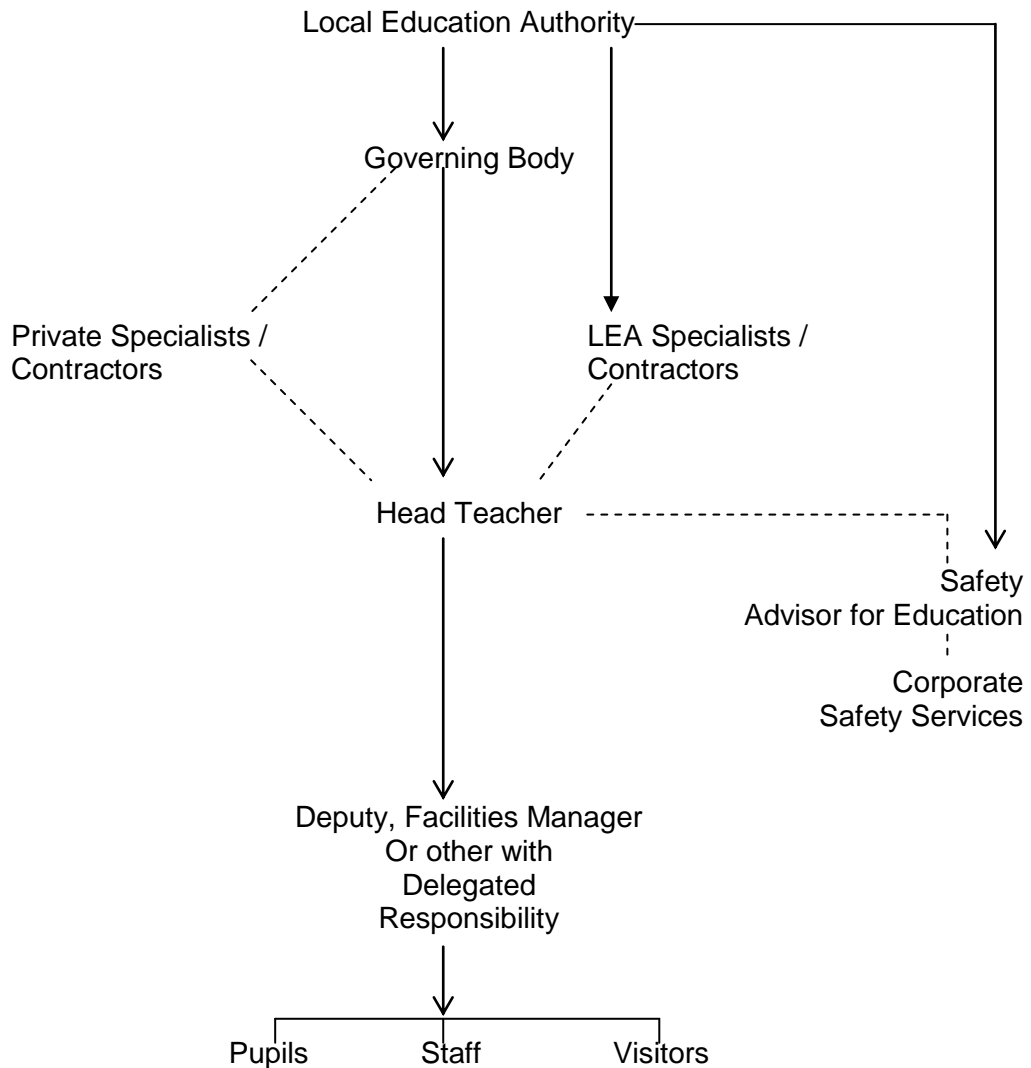 Local Education Authority
Governing Body
Private Specialists /
Contractors
LEA Specialists /
Contractors
Head Teacher
Safety
Advisor for Education
Corporate
Safety Services
Deputy, Facilities Manager
Or other with
Delegated
Responsibility
Pupils
Staff
Visitors